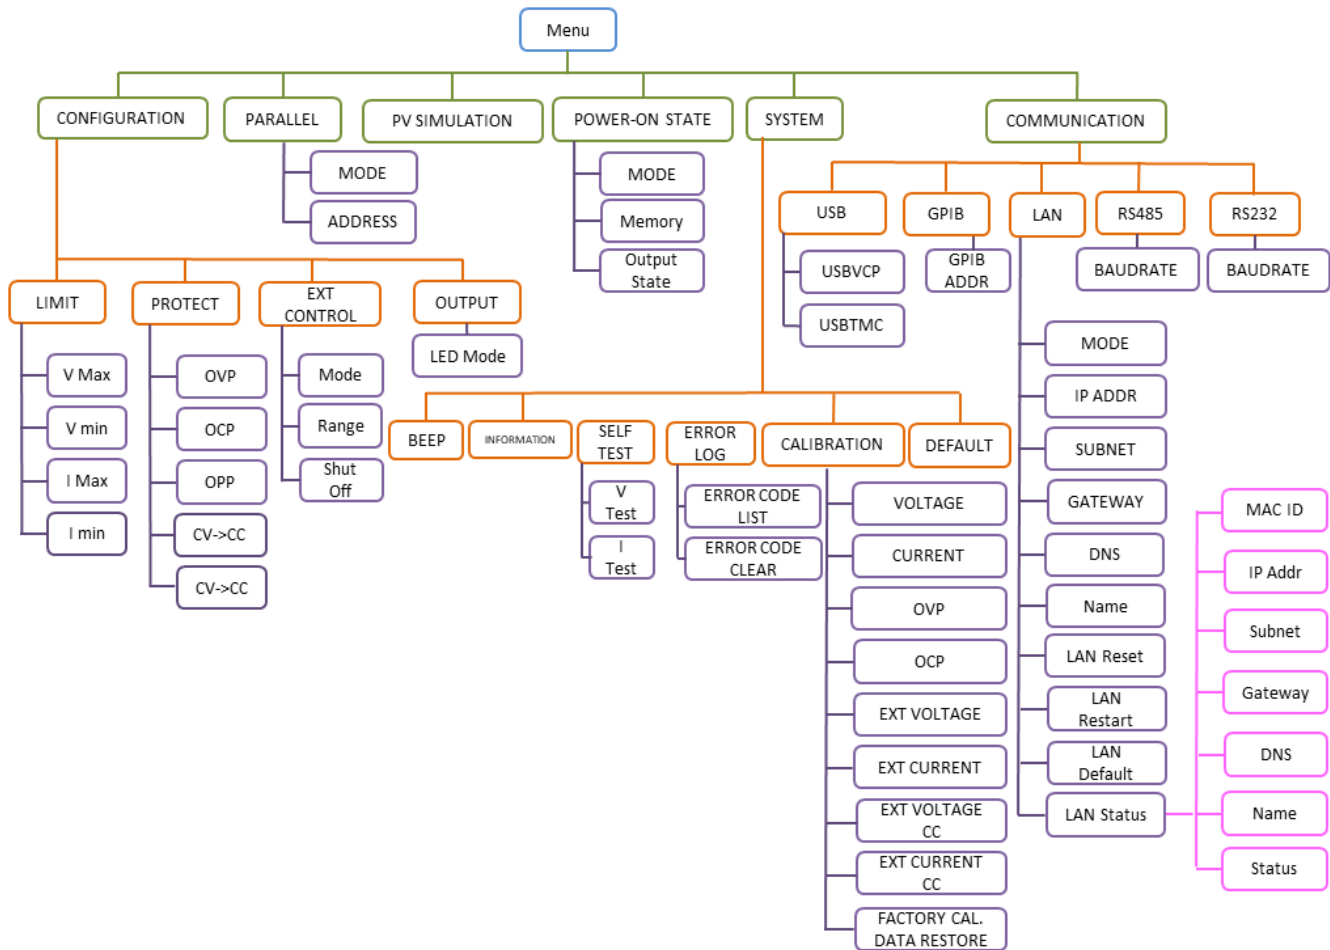 Menu
CONFIGURATION
PARALLEL
PV SIMULATION
POWER-ON STATE
SYSTEM
COMMUNICATION
MODE
ADDRESS
MODE
Memory
Output
State
USB
GPIB
LAN
RS485
RS232
USBVCP
USBTMC
GPIB
ADDR
BAUDRATE
BAUDRATE
LIMIT
PROTECT
EXT
CONTROL
OUTPUT
V Max
V min
I Max
I min
OVP
OCP
OPP
CV->CC
CV->CC
Mode
Range
Shut
Off
LED Mode
BEEP
INFORMATION
SELF
TEST
ERROR
LOG
CALIBRATION
DEFAULT
V
Test
I
Test
ERROR CODE
LIST
ERROR CODE
CLEAR
VOLTAGE
CURRENT
OVP
OCP
EXT VOLTAGE
EXT CURRENT
EXT VOLTAGE
CC
EXT CURRENT
CC
FACTORY CAL.
DATA RESTORE
MODE
IP ADDR
SUBNET
GATEWAY
DNS
Name
LAN Reset
LAN
Restart
LAN
Default
LAN Status
MAC ID
IP Addr
Subnet
Gateway
DNS
Name
Status